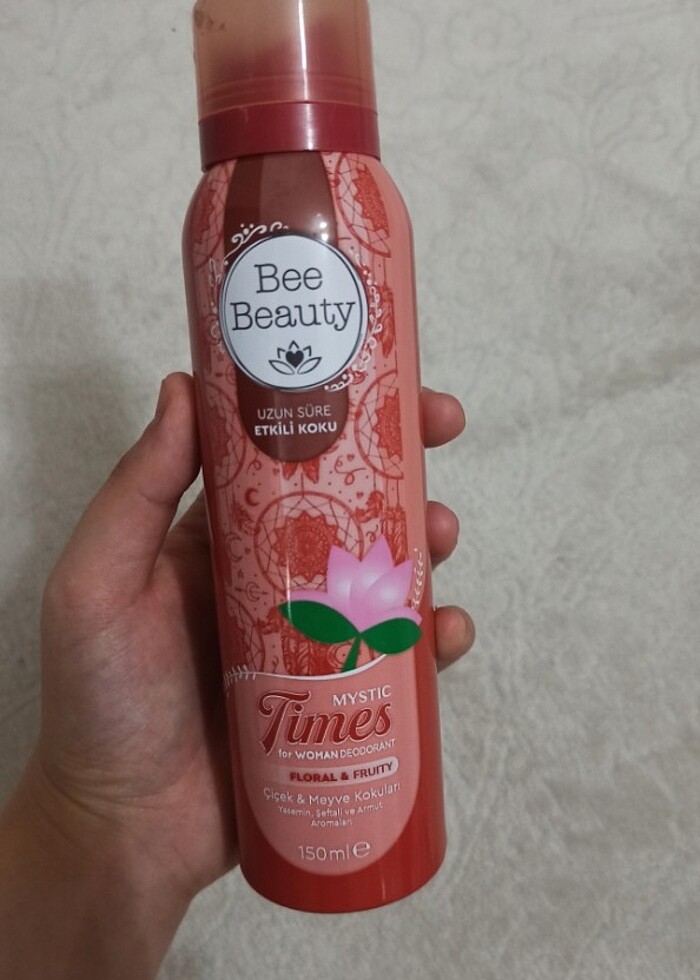 Bee
Beauty
UZUN SÜRE
ETKİLİ KOKU
MYSTIC
Times
for WOMAN DEODORANT
FLORAL & FRUITY
Çiçek & Meyve Kokuları
Yasemin, Şeftali ve Armut
Aromaları
150ml e